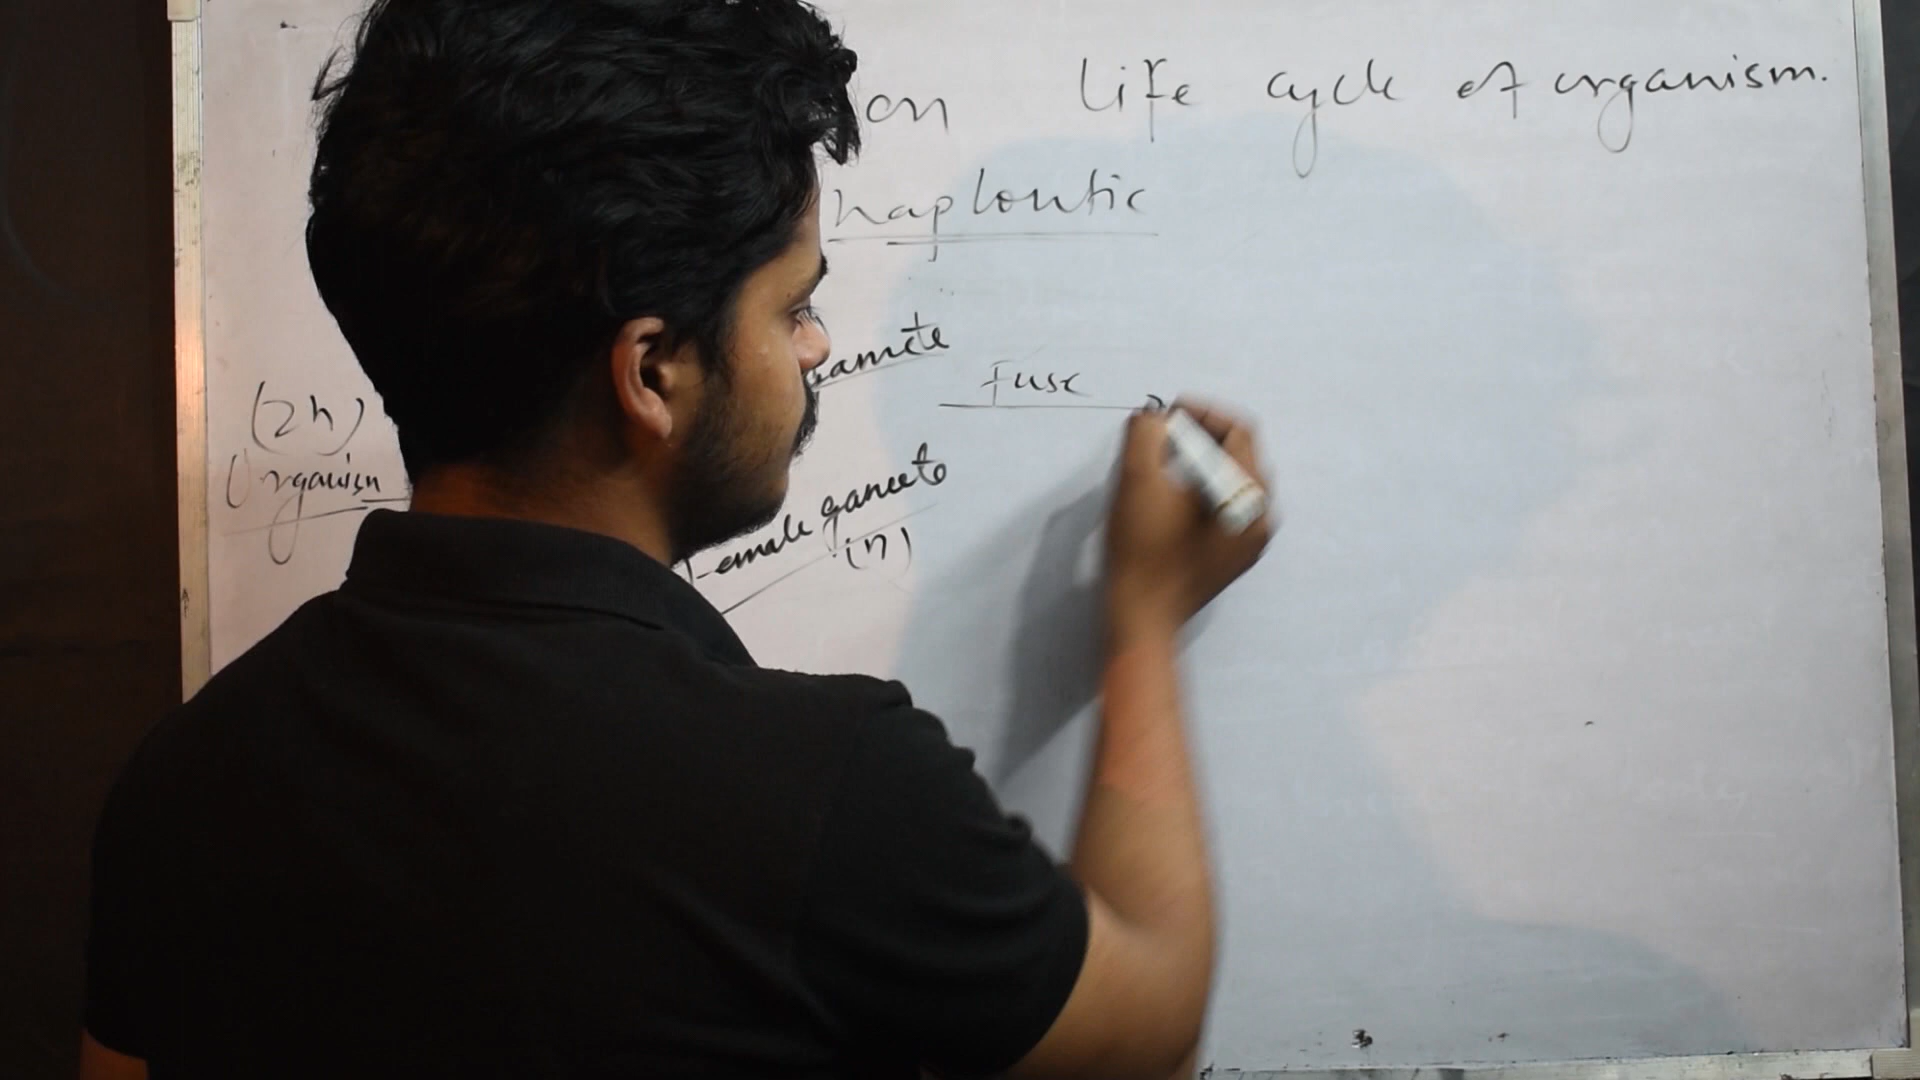 on Life cycle of organism.
haplontic
gamete
Fuse
(2n)
Organism
Female gamete
(n)